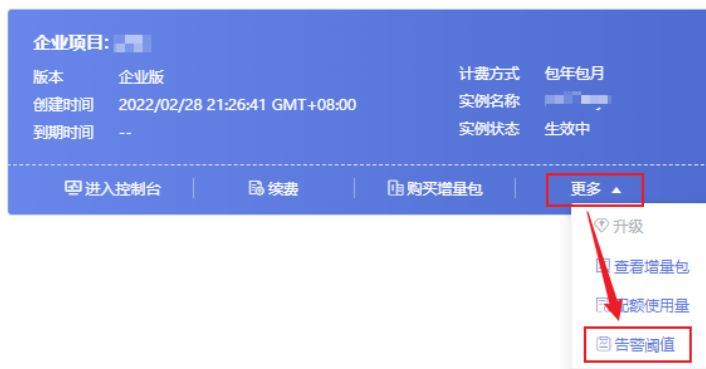 企业项目:
版本 企业版
计费方式 包年包月
创建时间 2022/02/28 21:26:41 GMT+08:00
实例名称
到期时间 --
实例状态 生效中
进入控制台 续费 购买增量包 更多
升级
查看增量包
配额使用量
告警阈值